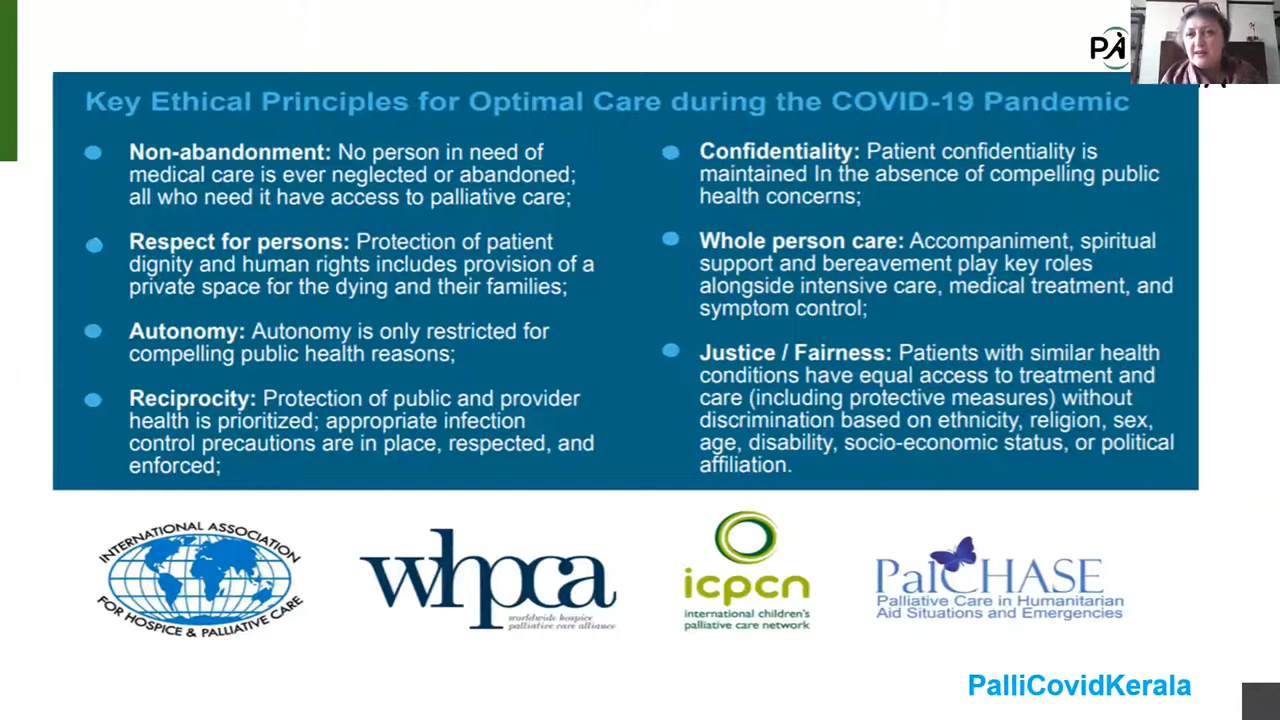 PA
Key Ethical Principles for Optimal Care during the COVID-19 Pandemic
Non-abandonment: No person in need of
medical care is ever neglected or abandoned;
all who need it have access to palliative care;
Respect for persons: Protection of patient
dignity and human rights includes provision of a
private space for the dying and their families;
Autonomy: Autonomy is only restricted for
compelling public health reasons;
Reciprocity: Protection of public and provider
health is prioritized; appropriate infection
control precautions are in place, respected, and
enforced;
Confidentiality: Patient confidentiality is
maintained In the absence of compelling public
health concerns;
Whole person care: Accompaniment, spiritual
support and bereavement play key roles
alongside intensive care, medical treatment, and
symptom control;
Justice / Fairness: Patients with similar health
conditions have equal access to treatment and
care (including protective measures) without
discrimination based on ethnicity, religion, sex,
age, disability, socio-economic status, or political
affiliation.
INTERNATIONAL ASSOCIATION
FOR HOSPICE & PALLIATIVE CARE
whpca
worldwide hospice
palliative care alliance
icpcn
international children's
palliative care network
PalCHASE
Palliative Care in Humanitarian
Aid Situations and Emergencies
PalliCovidKerala